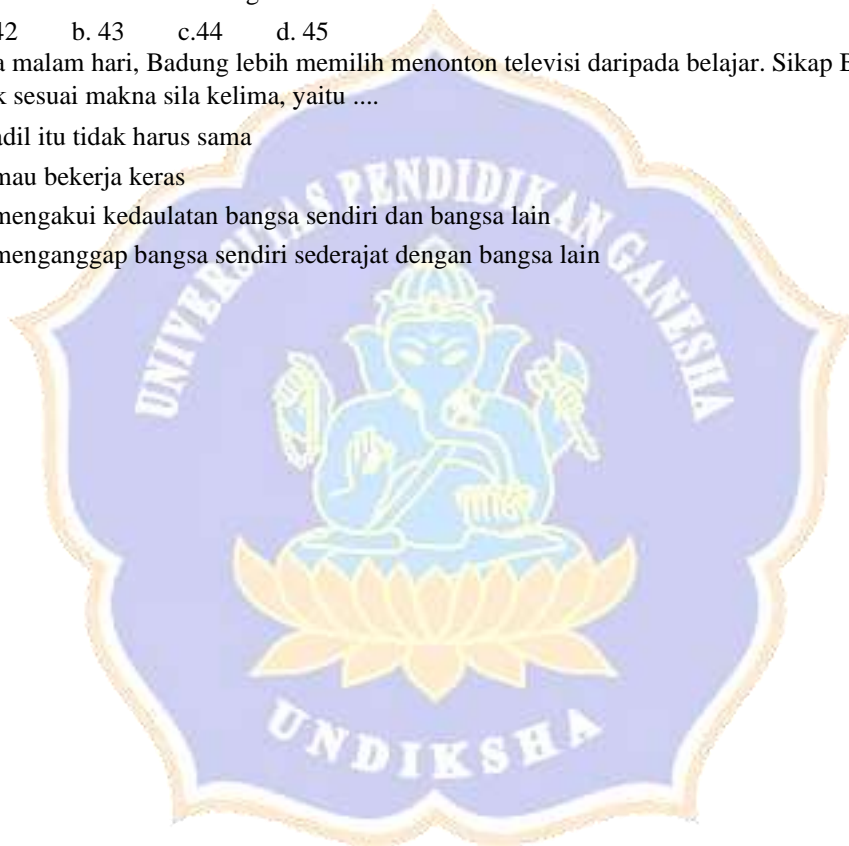 42 b. 43 c.44 d. 45
a malam hari, Badung lebih memilih menonton televisi daripada belajar. Sikap B
k sesuai makna sila kelima, yaitu ....
adil itu tidak harus sama
mau bekerja keras
mengakui kedaulatan bangsa sendiri dan bangsa lain
menganggap bangsa sendiri sederajat dengan bangsa lain
UNIVERSITAS PENDIDIKAN GANESHA
UNDIKSHA